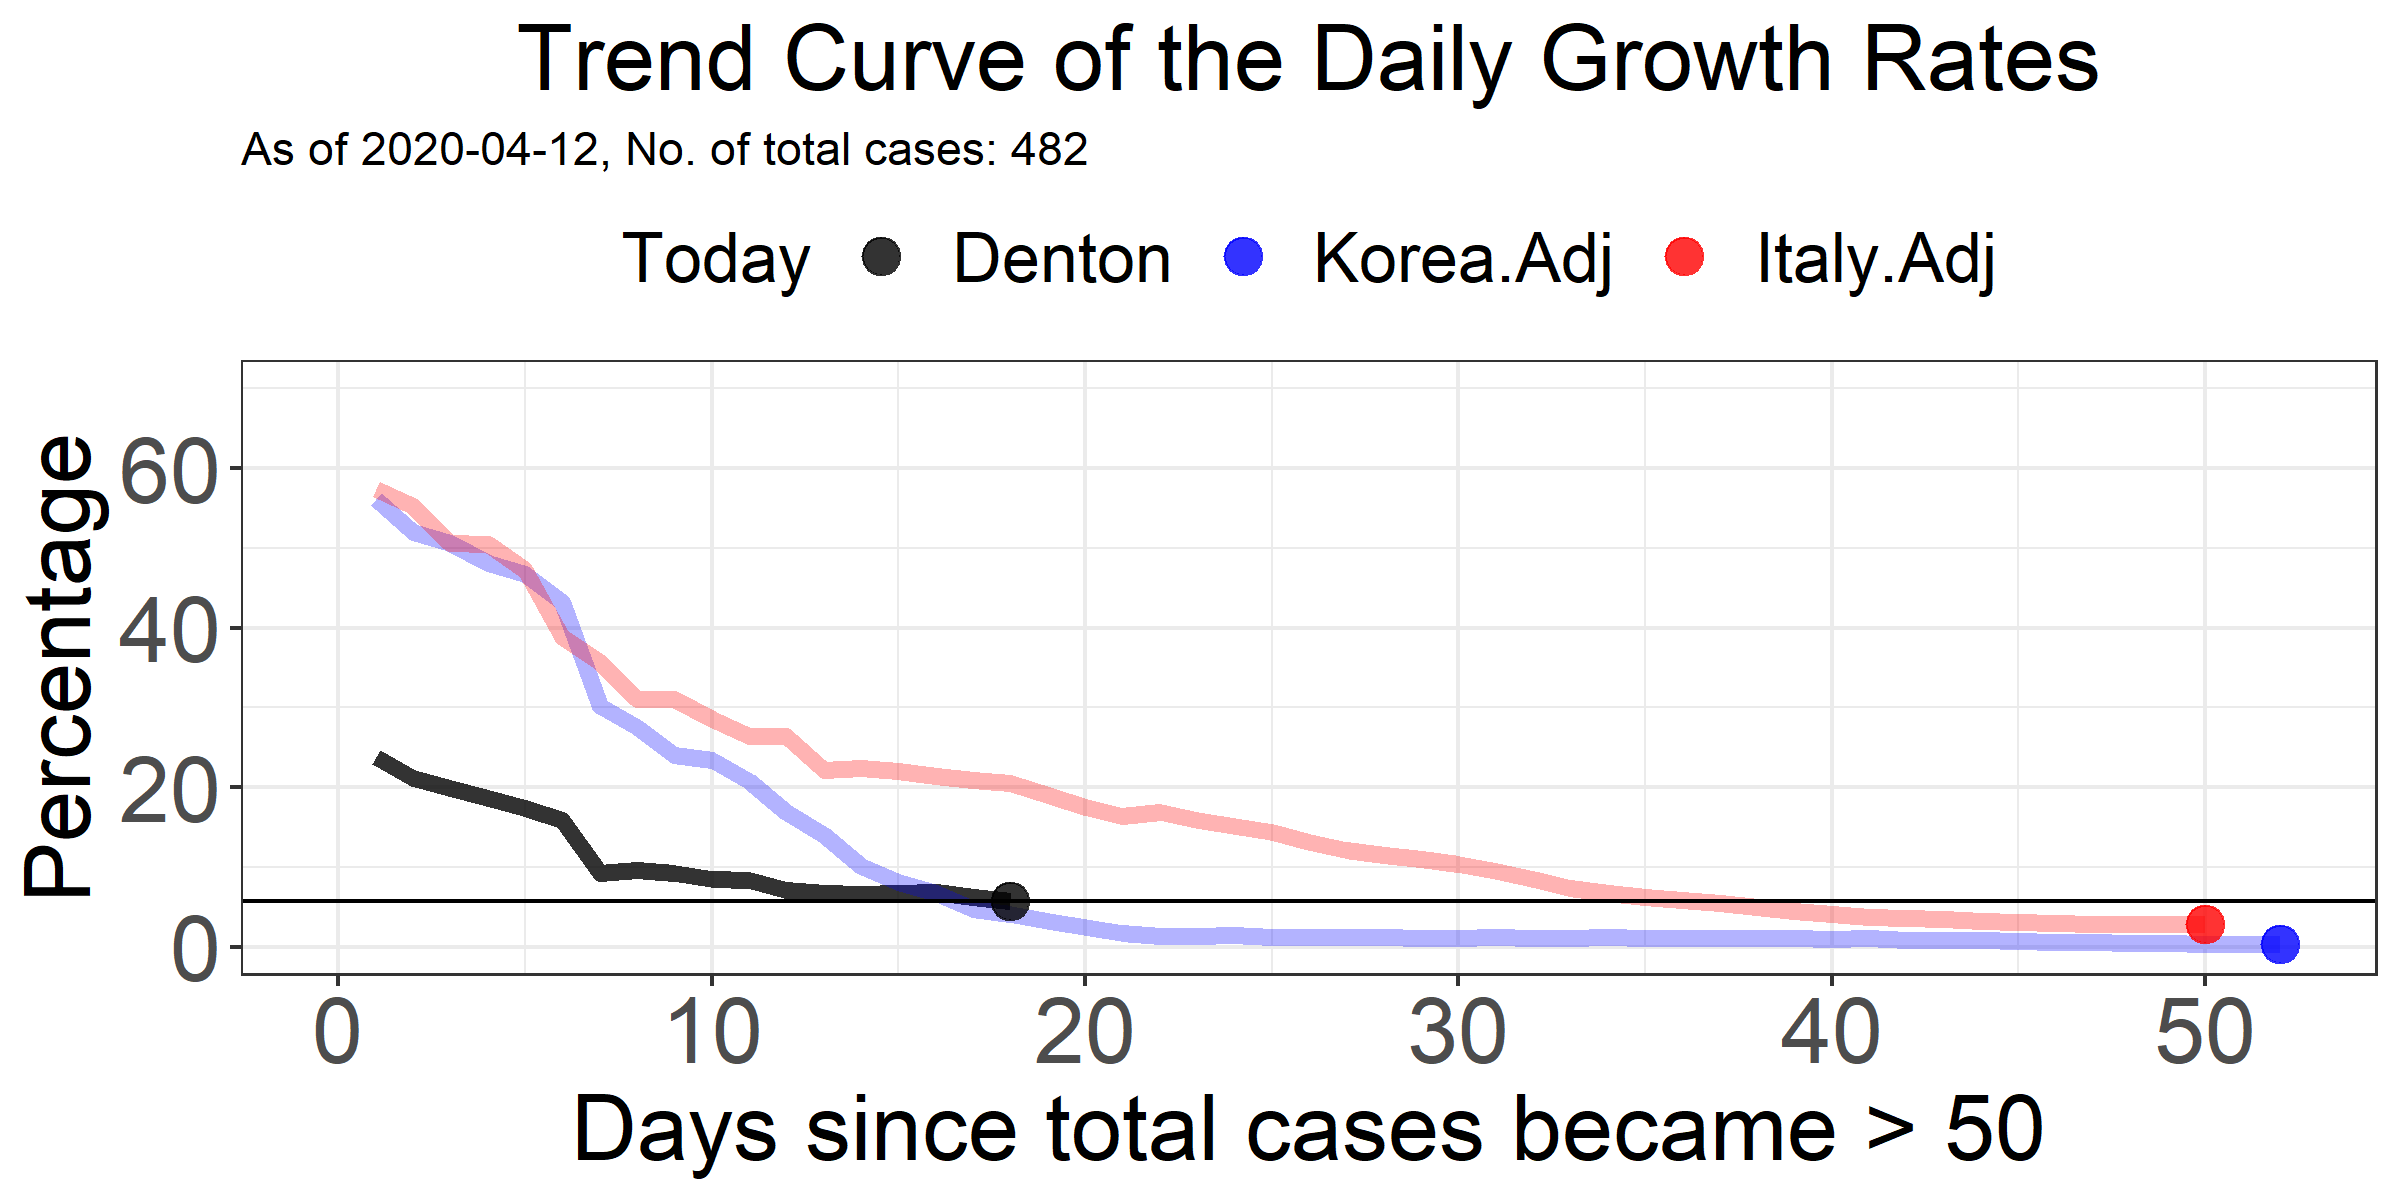 Trend Curve of the Daily Growth Rates
As of 2020-04-12, No. of total cases: 482
Today Denton Korea.Adj Italy.Adj
Percentage
60
40
20
0
0 10 20 30 40 50
Days since total cases became > 50